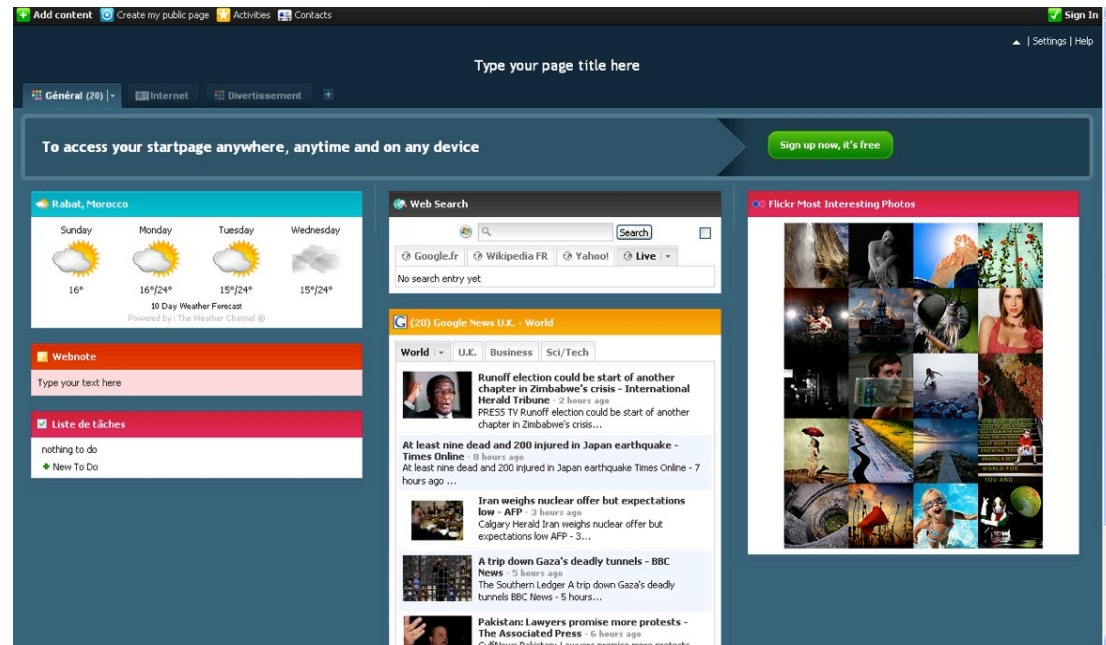 Add content Create my public page Activities Contacts Sign In
| Settings | Help
Type your page title here
Général (20) Internet Divertissement
To access your startpage anywhere, anytime and on any device
Sign up now, it's free
Rabat, Morocco
Sunday Monday Tuesday Wednesday
16° 16°/24° 15°/24° 15°/24°
10 Day Weather Forecast
Powered by: The Weather Channel ®
Webnote
Type your text here
Liste de tâches
nothing to do
New To Do
Web Search
Search
Google.fr Wikipedia FR Yahoo! Live
No search entry yet
G (20) Google News U.K. - World
World U.K. Business Sci/Tech
Runoff election could be start of another
chapter in Zimbabwe's crisis - International
Herald Tribune - 2 hours ago
PRESS TV Runoff election could be start of another
chapter in Zimbabwe's crisis...
At least nine dead and 200 injured in Japan earthquake -
Times Online - 8 hours ago
At least nine dead and 200 injured in Japan earthquake Times Online - 7
hours ago ...
Iran weighs nuclear offer but expectations
low - AFP - 3 hours ago
Calgary Herald Iran weighs nuclear offer but
expectations low AFP - 3...
A trip down Gaza's deadly tunnels - BBC
News - 5 hours ago
The Southern Ledger A trip down Gaza's deadly
tunnels BBC News - 5 hours...
Pakistan: Lawyers promise more protests -
The Associated Press - 6 hours ago
Flickr Most Interesting Photos
WORLD FOR
YOU AND